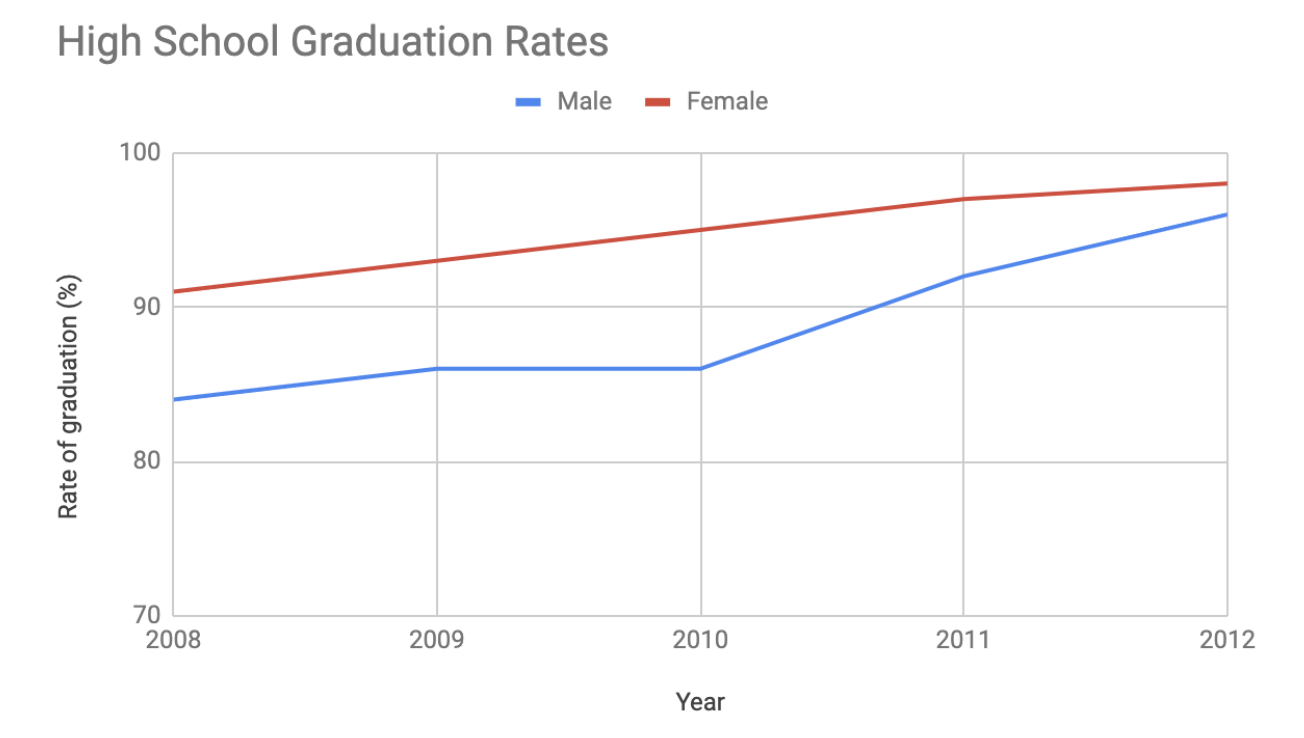 High School Graduation Rates
Male Female
100
90
80
70
Rate of graduation (%)
2008 2009 2010 2011 2012
Year